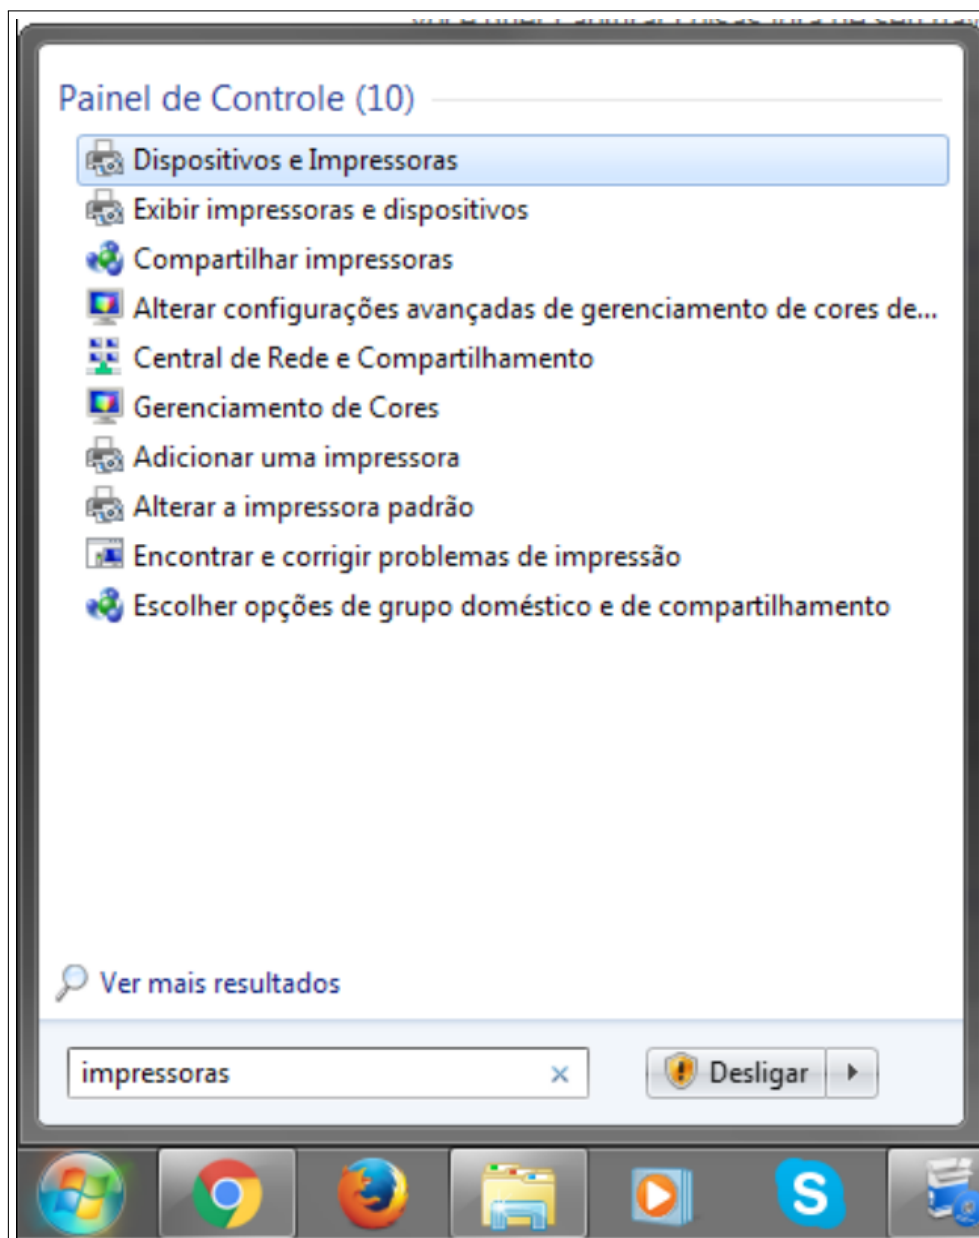 Painel de Controle (10)
Dispositivos e Impressoras
Exibir impressoras e dispositivos
Compartilhar impressoras
Alterar configurações avançadas de gerenciamento de cores de...
Central de Rede e Compartilhamento
Gerenciamento de Cores
Adicionar uma impressora
Alterar a impressora padrão
Encontrar e corrigir problemas de impressão
Escolher opções de grupo doméstico e de compartilhamento
Ver mais resultados
impressoras
Desligar